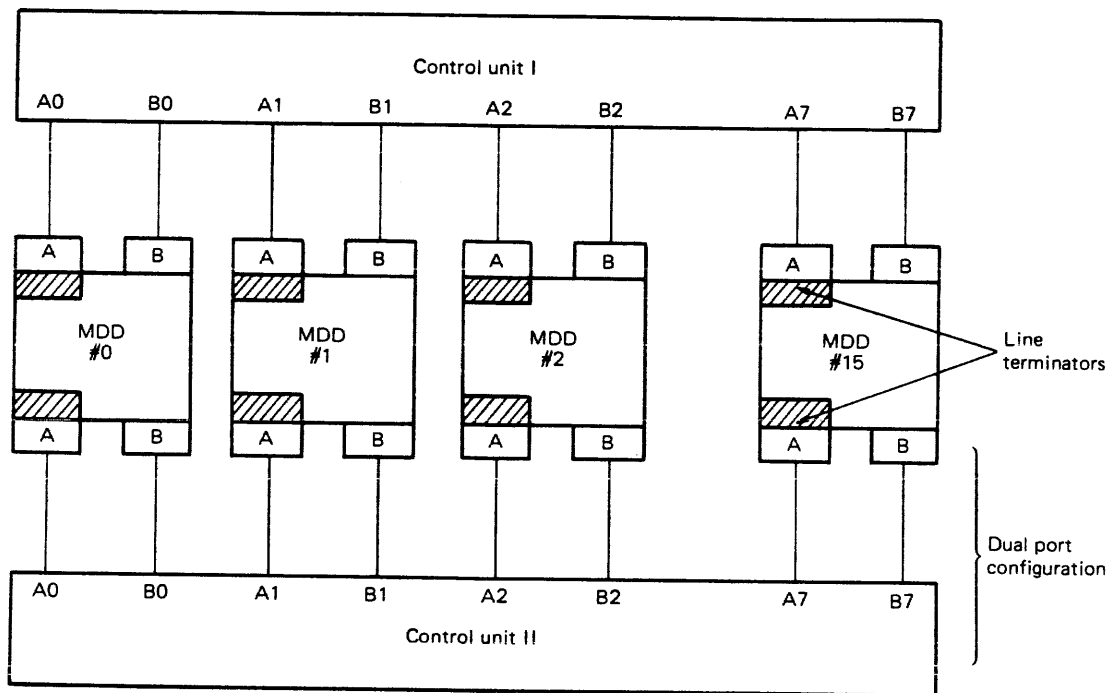 Control unit I
A0 B0 A1 B1 A2 B2 A7 B7
A B A B A B A B
MDD
#0
MDD
#1
MDD
#2
MDD
#15
Line
terminators
A B A B A B A B
Dual port
configuration
A0 B0 A1 B1 A2 B2 A7 B7
Control unit II